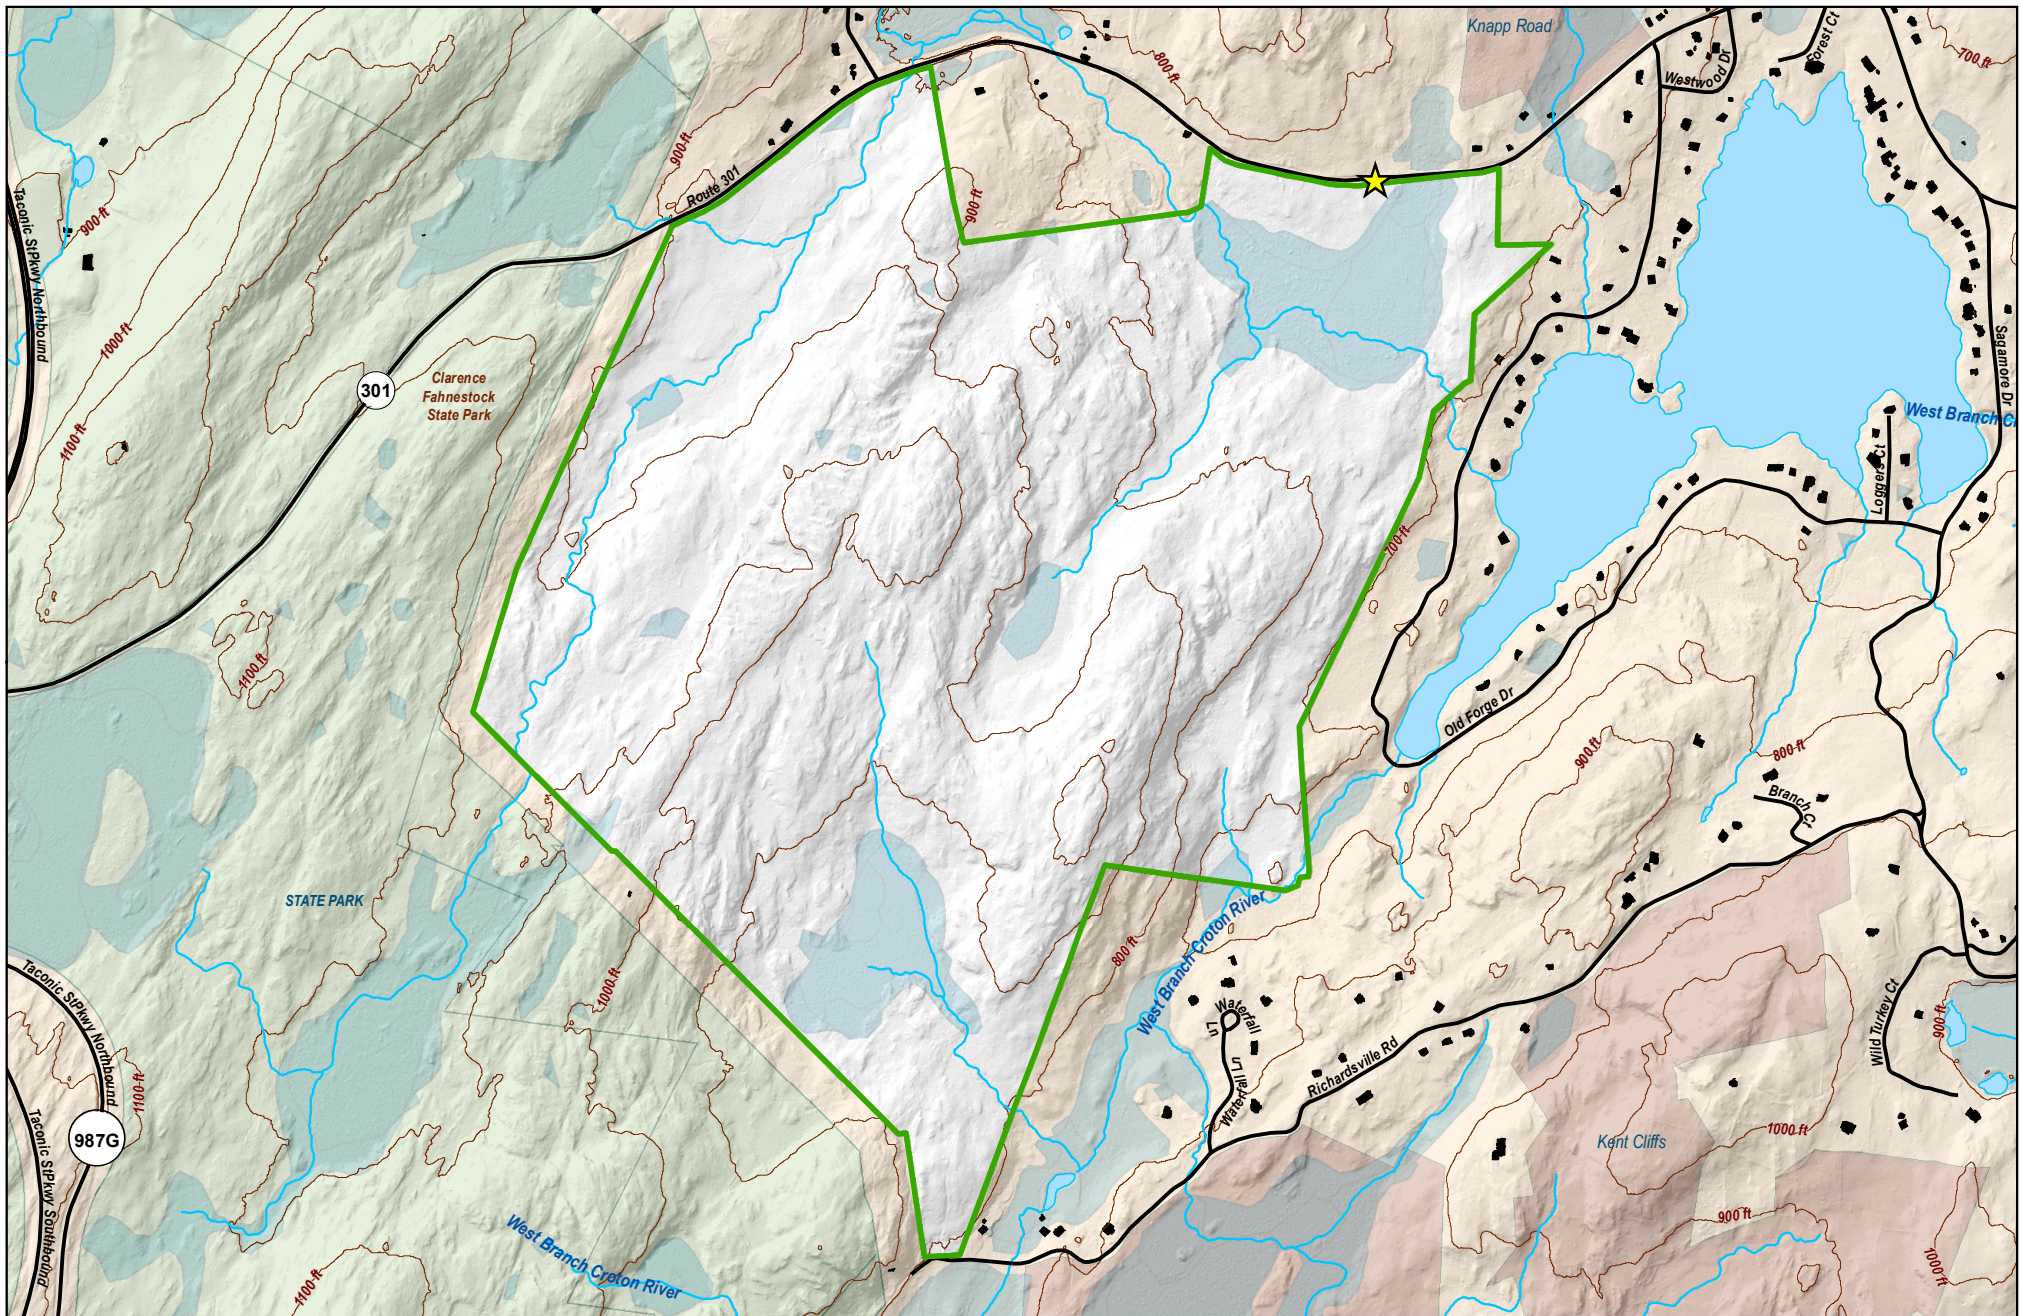 Knapp Road
800 ft
Forest Ct
Westwood Dr
700 ft
900 ft
Route 301
Taconic StPkwy Northbound
900 ft
900 ft
1000 ft
301
Clarence
Fahnestock
State Park
Sagamore Dr
West Branch C
1100 ft
Loggers Ct
700 ft
1100 ft
Old Forge Dr
900 ft
800 ft
Branch Ct
STATE PARK
West Branch Croton River
800 ft
1000 ft
Taconic StPkwy Northbound
Waterfall
Ln
Wild Turkey Ct
900 ft
1100 ft
Richardsville Rd
Waterfall Ln
987G
Taconic StPkwy Southbound
1000 ft
Kent Cliffs
900 ft
West Branch Croton River
1000 ft
1100 ft